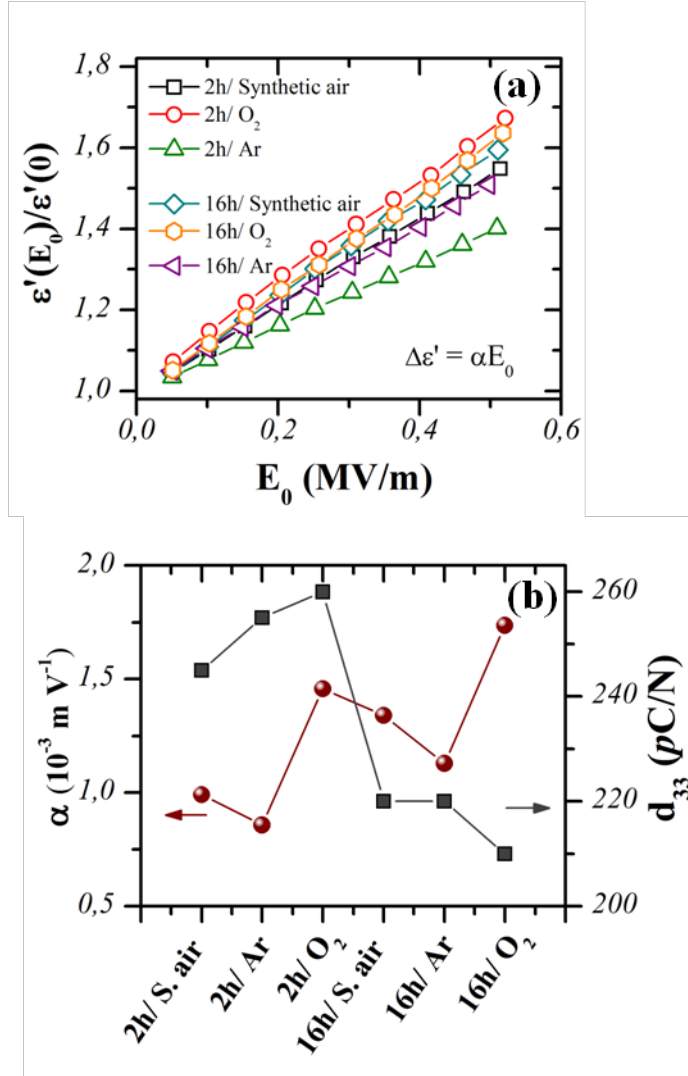 (a)
1,8
1,6
1,4
1,2
1,0
ε'(E₀)/ε'(0)
2h/ Synthetic air
2h/ O₂
2h/ Ar
16h/ Synthetic air
16h/ O₂
16h/ Ar
Δε' = αE₀
0,0 0,2 0,4 0,6
E₀ (MV/m)
(b)
2,0
1,5
1,0
0,5
α (10⁻³ m V⁻¹)
260
240
220
200
d₃₃ (pC/N)
2h/ S. air
2h/ Ar
2h/ O₂
16h/ S. air
16h/ Ar
16h/ O₂